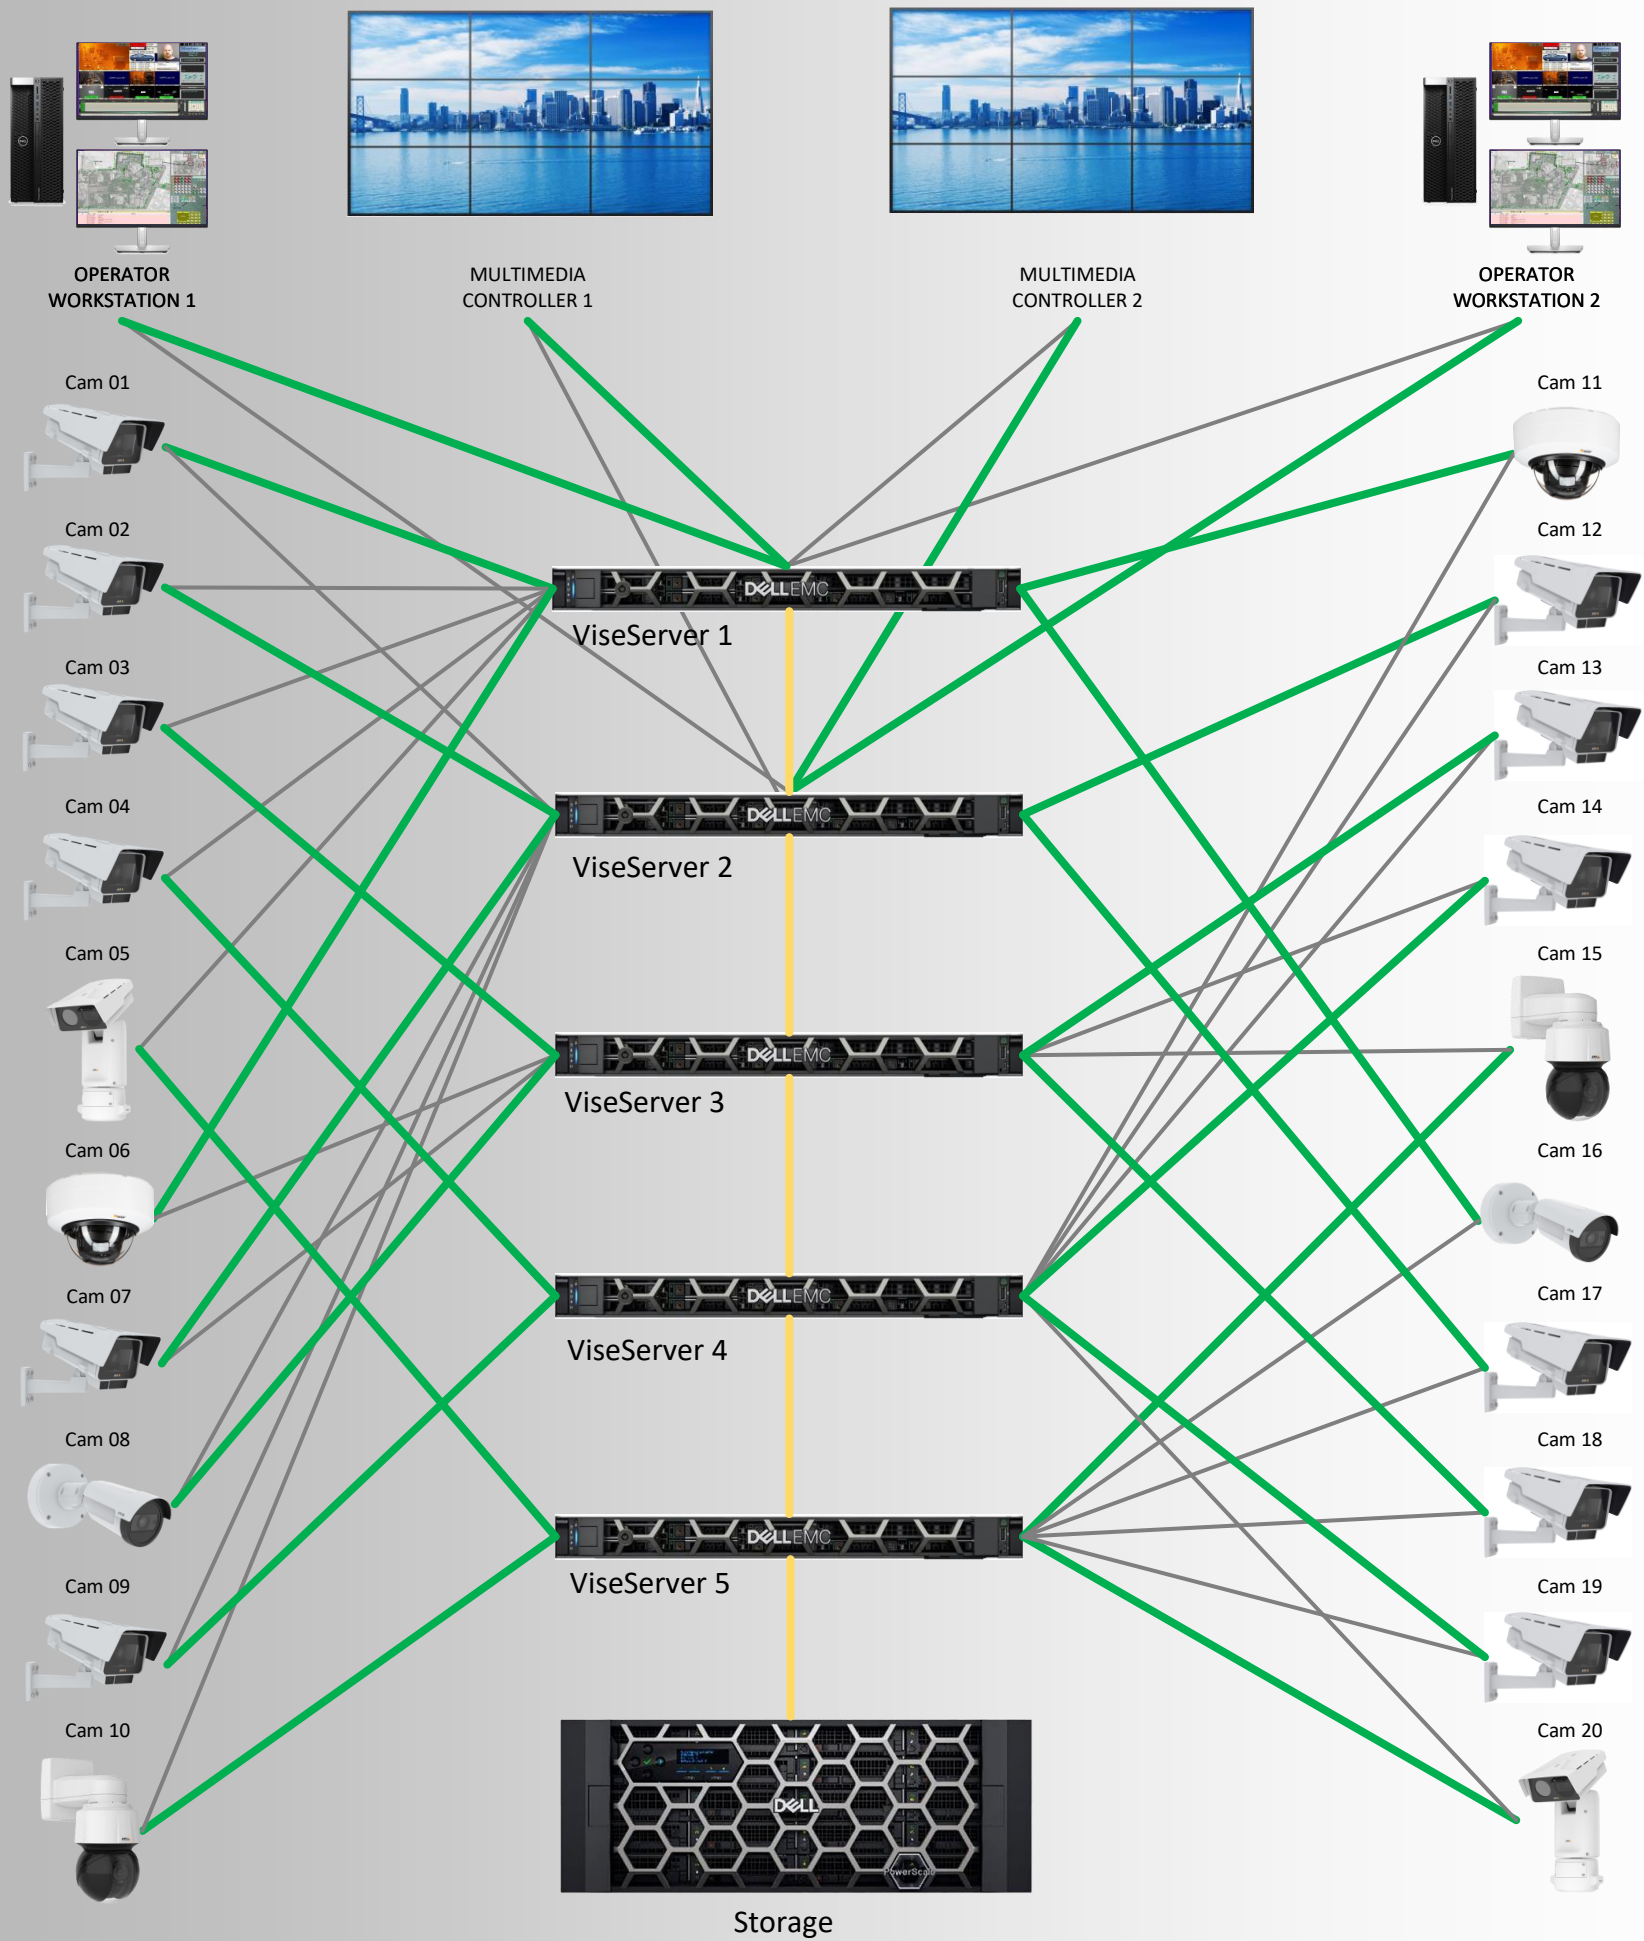 OPERATOR
WORKSTATION 1
MULTIMEDIA
CONTROLLER 1
MULTIMEDIA
CONTROLLER 2
OPERATOR
WORKSTATION 2
Cam 01
Cam 02
Cam 03
Cam 04
Cam 05
Cam 06
Cam 07
Cam 08
Cam 09
Cam 10
DELLEMC
ViseServer 1
DELLEMC
ViseServer 2
DELLEMC
ViseServer 3
DELLEMC
ViseServer 4
DELLEMC
ViseServer 5
DELL
PowerScale
Storage
Cam 11
Cam 12
Cam 13
Cam 14
Cam 15
Cam 16
Cam 17
Cam 18
Cam 19
Cam 20